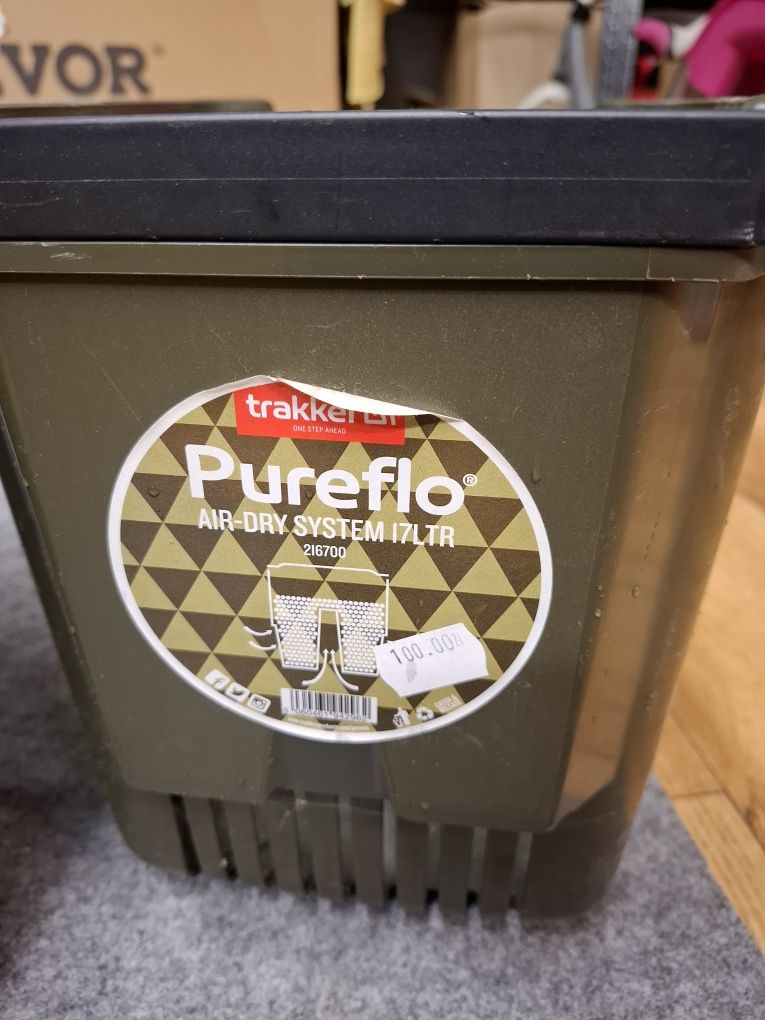 VOR
trakker
ONE STEP AHEAD
Pureflo®
AIR-DRY SYSTEM 17LTR
216700
100.00zł